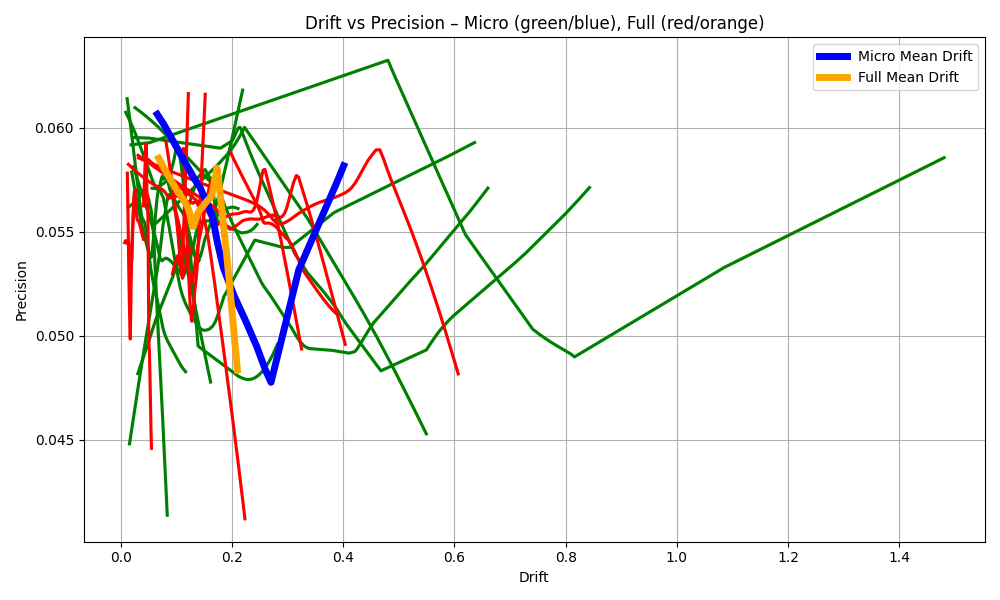 Drift vs Precision – Micro (green/blue), Full (red/orange)
Micro Mean Drift
Full Mean Drift
Precision
0.060
0.055
0.050
0.045
0.0 0.2 0.4 0.6 0.8 1.0 1.2 1.4
Drift